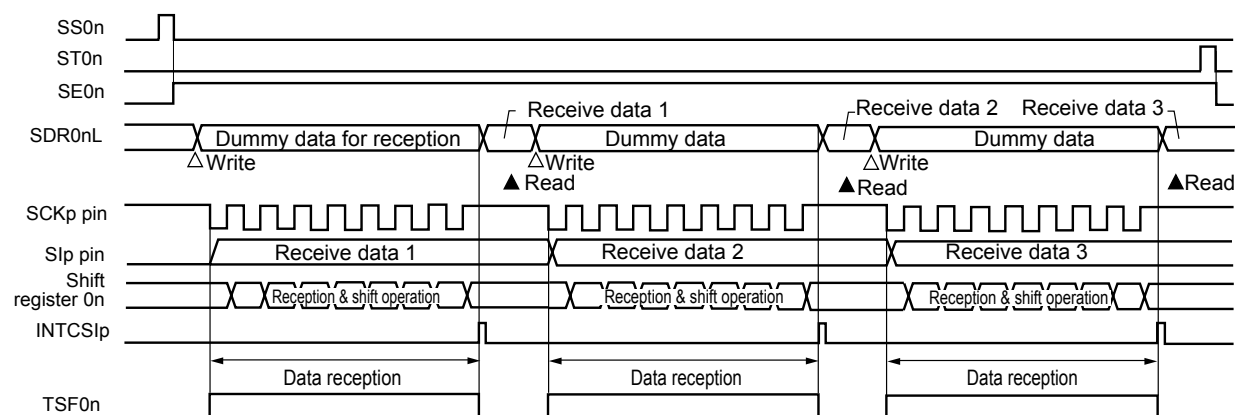 SS0n
ST0n
SE0n
Receive data 1
Receive data 2
Receive data 3
SDR0nL
Dummy data for reception
Dummy data
Dummy data
△Write
△Write
△Write
▲Read
▲Read
▲Read
SCKp pin
SIp pin
Receive data 1
Receive data 2
Receive data 3
Shift
register 0n
Reception & shift operation
Reception & shift operation
Reception & shift operation
INTCSIp
Data reception
Data reception
Data reception
TSF0n